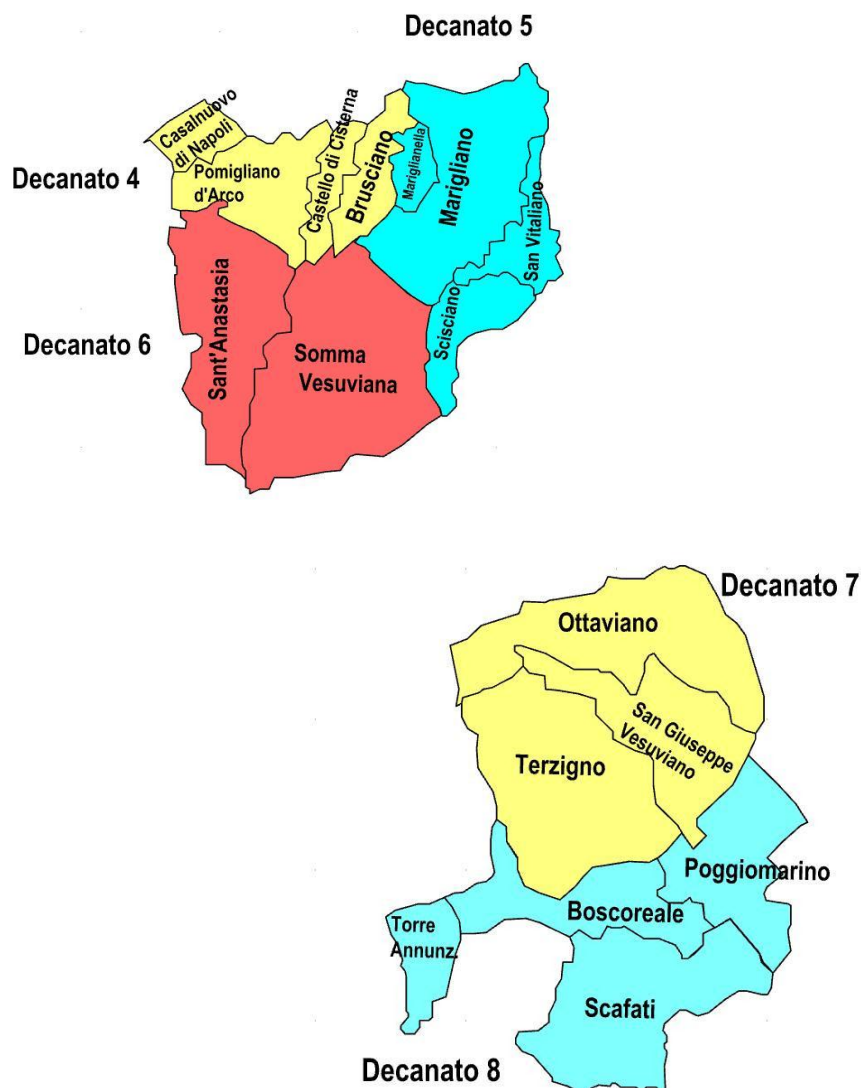 Decanato 5
Casalnuovo
di Napoli
Castello di Cisterna
Brusciano
Mariglianella
Marigliano
Decanato 4
Pomigliano
d'Arco
San Vitaliano
Sant'Anastasia
Scisciano
Decanato 6
Somma
Vesuviana
Decanato 7
Ottaviano
San Giuseppe
Vesuviano
Terzigno
Poggiomarino
Boscoreale
Torre
Annunz.
Scafati
Decanato 8